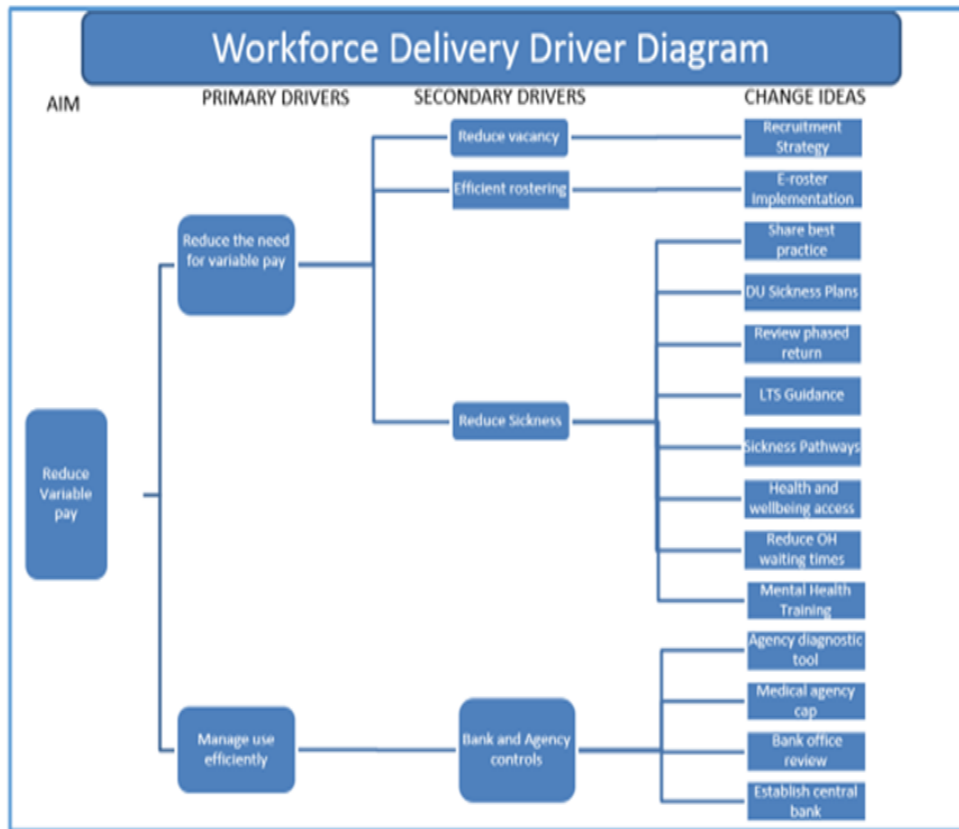 Workforce Delivery Driver Diagram
AIM
PRIMARY DRIVERS
SECONDARY DRIVERS
CHANGE IDEAS
Reduce
Variable
pay
Reduce the need
for variable pay
Manage use
efficiently
Reduce vacancy
Efficient rostering
Reduce Sickness
Bank and Agency
controls
Recruitment
Strategy
E-roster
Implementation
Share best
practice
DU Sickness Plans
Review phased
return
LTS Guidance
Sickness Pathways
Health and
wellbeing access
Reduce OH
waiting times
Mental Health
Training
Agency diagnostic
tool
Medical agency
cap
Bank office
review
Establish central
bank